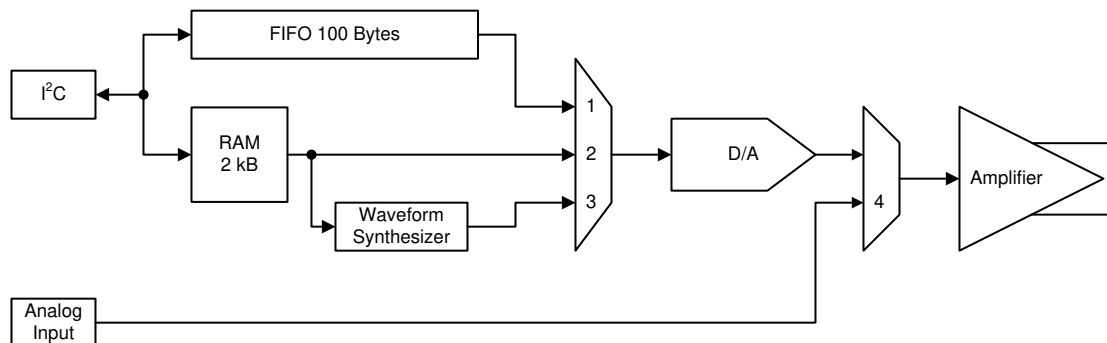 FIFO 100 Bytes
I²C
RAM
2 kB
1
2
3
D/A
4
Amplifier
Waveform
Synthesizer
Analog
Input